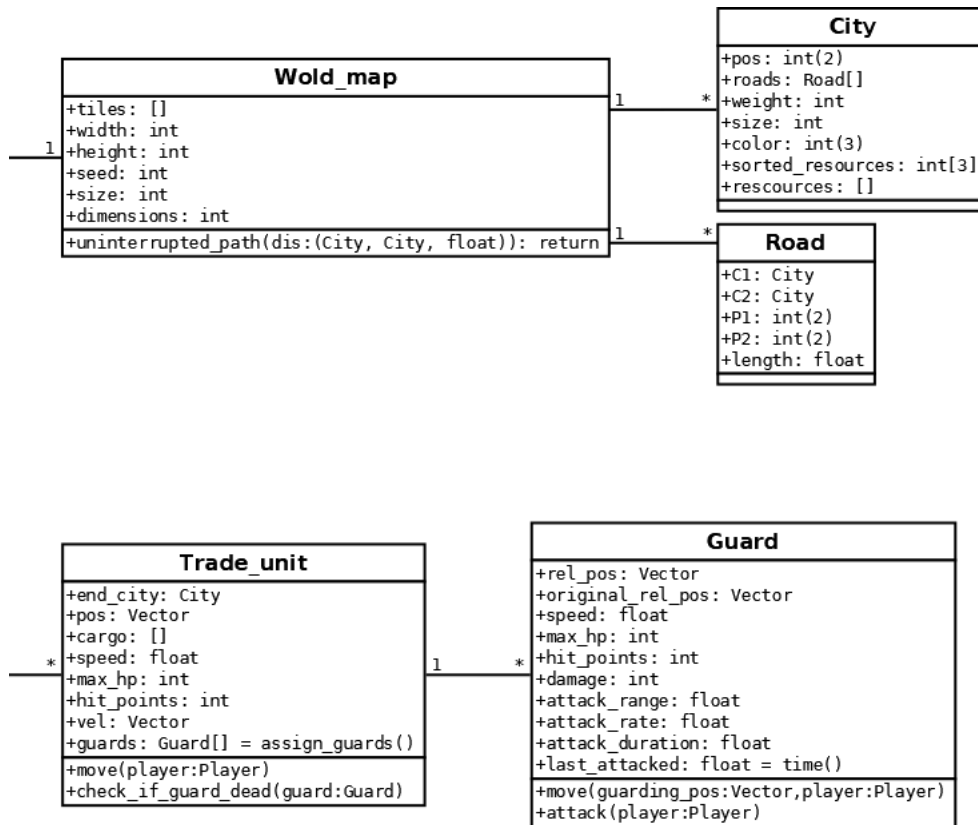 Wold_map
+tiles: []
+width: int
+height: int
+seed: int
+size: int
+dimensions: int
+uninterrupted_path(dis:(City, City, float)): return
1
1
*
1
*
City
+pos: int(2)
+roads: Road[]
+weight: int
+size: int
+color: int(3)
+sorted_resources: int[3]
+rescources: []
Road
+C1: City
+C2: City
+P1: int(2)
+P2: int(2)
+length: float
Trade_unit
+end_city: City
+pos: Vector
+cargo: []
+speed: float
+max_hp: int
+hit_points: int
+vel: Vector
+guards: Guard[] = assign_guards()
+move(player:Player)
+check_if_guard_dead(guard:Guard)
*
1
*
Guard
+rel_pos: Vector
+original_rel_pos: Vector
+speed: float
+max_hp: int
+hit_points: int
+damage: int
+attack_range: float
+attack_rate: float
+attack_duration: float
+last_attacked: float = time()
+move(guarding_pos:Vector,player:Player)
+attack(player:Player)